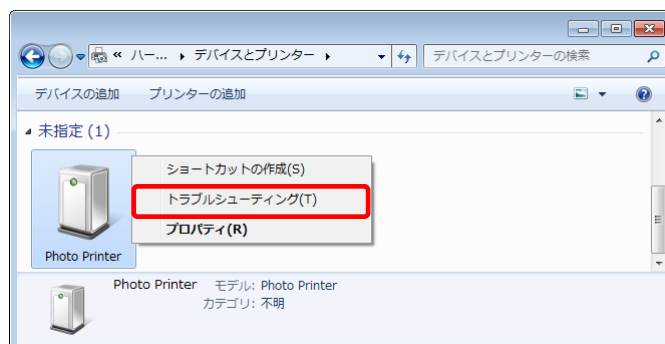 « ハー... ▸ デバイスとプリンター ▸ デバイスとプリンターの検索
デバイスの追加 プリンターの追加
未指定 (1)
ショートカットの作成(S)
トラブルシューティング(T)
プロパティ(R)
Photo Printer
Photo Printer モデル: Photo Printer
カテゴリ: 不明